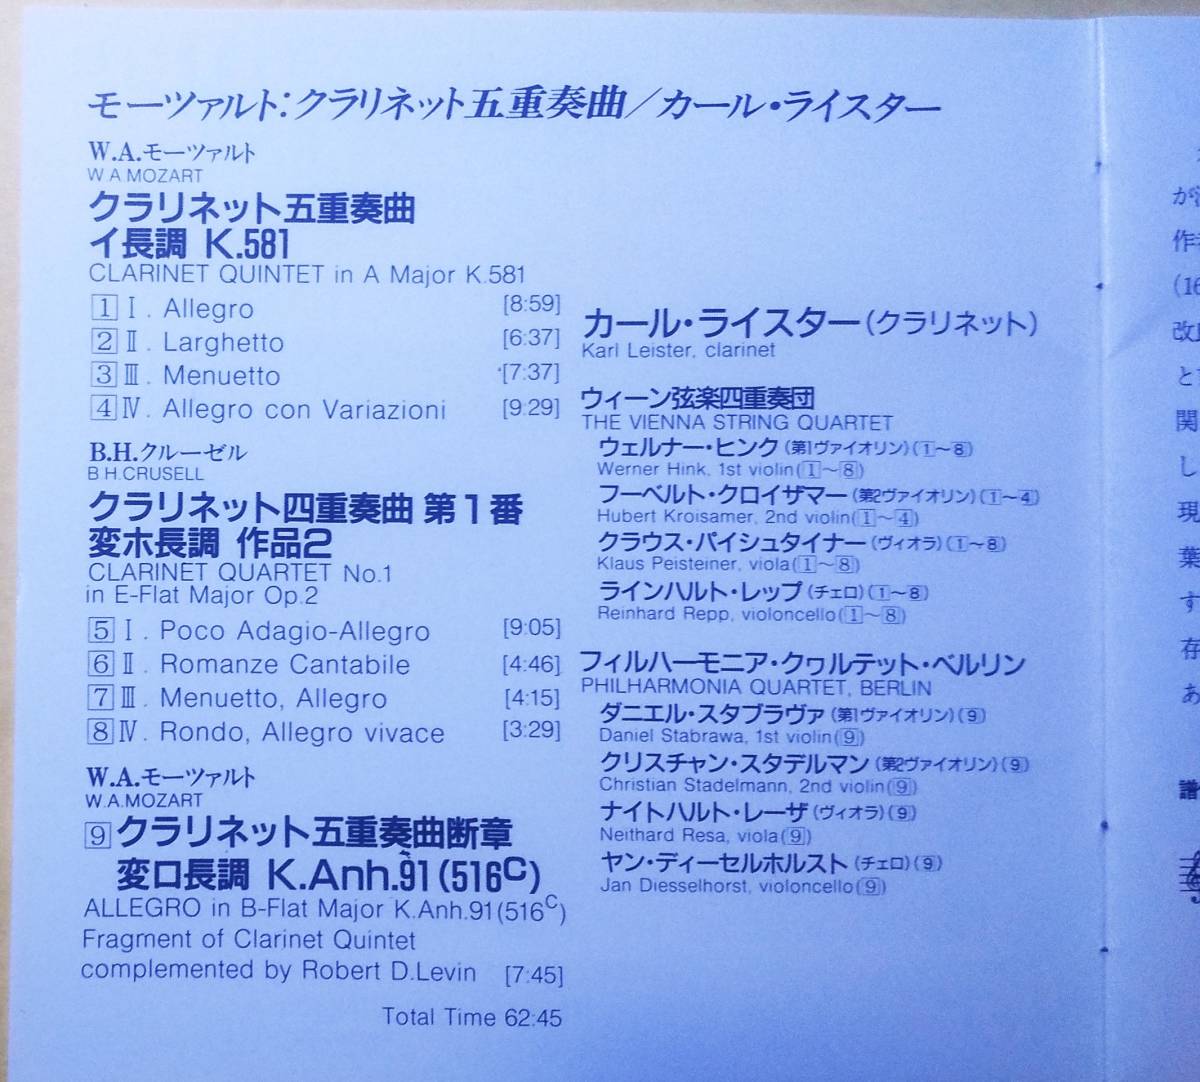 モーツァルト:クラリネット五重奏曲/カール・ライスター
W.A.モーツァルト
W.A.MOZART
クラリネット五重奏曲
イ長調 K.581
CLARINET QUINTET in A Major K.581
1 Ⅰ. Allegro [8:59]
2 Ⅱ. Larghetto [6:37]
3 Ⅲ. Menuetto [7:37]
4 Ⅳ. Allegro con Variazioni [9:29]
B.H.クルーゼル
B.H.CRUSELL
クラリネット四重奏曲 第1番
変ホ長調 作品2
CLARINET QUARTET No.1
in E-Flat Major Op.2
5 Ⅰ. Poco Adagio-Allegro [9:05]
6 Ⅱ. Romanze Cantabile [4:46]
7 Ⅲ. Menuetto, Allegro [4:15]
8 Ⅳ. Rondo, Allegro vivace [3:29]
W.A.モーツァルト
W.A.MOZART
9 クラリネット五重奏曲断章
変ロ長調 K.Anh.91(516C)
ALLEGRO in B-Flat Major K.Anh.91(516C)
Fragment of Clarinet Quintet
complemented by Robert D.Levin [7:45]
Total Time 62:45
カール・ライスター(クラリネット)
Karl Leister, clarinet
ウィーン弦楽四重奏団
THE VIENNA STRING QUARTET
ウェルナー・ヒンク(第1ヴァイオリン)(1〜8)
Werner Hink, 1st violin(1〜8)
フーベルト・クロイザマー(第2ヴァイオリン)(1〜4)
Hubert Kroisamer, 2nd violin(1〜4)
クラウス・パイシュタイナー(ヴィオラ)(1〜8)
Klaus Peisteiner, viola(1〜8)
ラインハルト・レップ(チェロ)(1〜8)
Reinhard Repp, violoncello(1〜8)
フィルハーモニア・クヮルテット・ベルリン
PHILHARMONIA QUARTET, BERLIN
ダニエル・スタブラヴァ(第1ヴァイオリン)(9)
Daniel Stabrawa, 1st violin(9)
クリスチャン・スタデルマン(第2ヴァイオリン)(9)
Christian Stadelmann, 2nd violin(9)
ナイトハルト・レーザ(ヴィオラ)(9)
Neithard Resa, viola(9)
ヤン・ディーセルホルスト(チェロ)(9)
Jan Diesselhorst, violoncello(9)
が
作
(16
改
と
関
し
現
葉
す
存
あ
譜